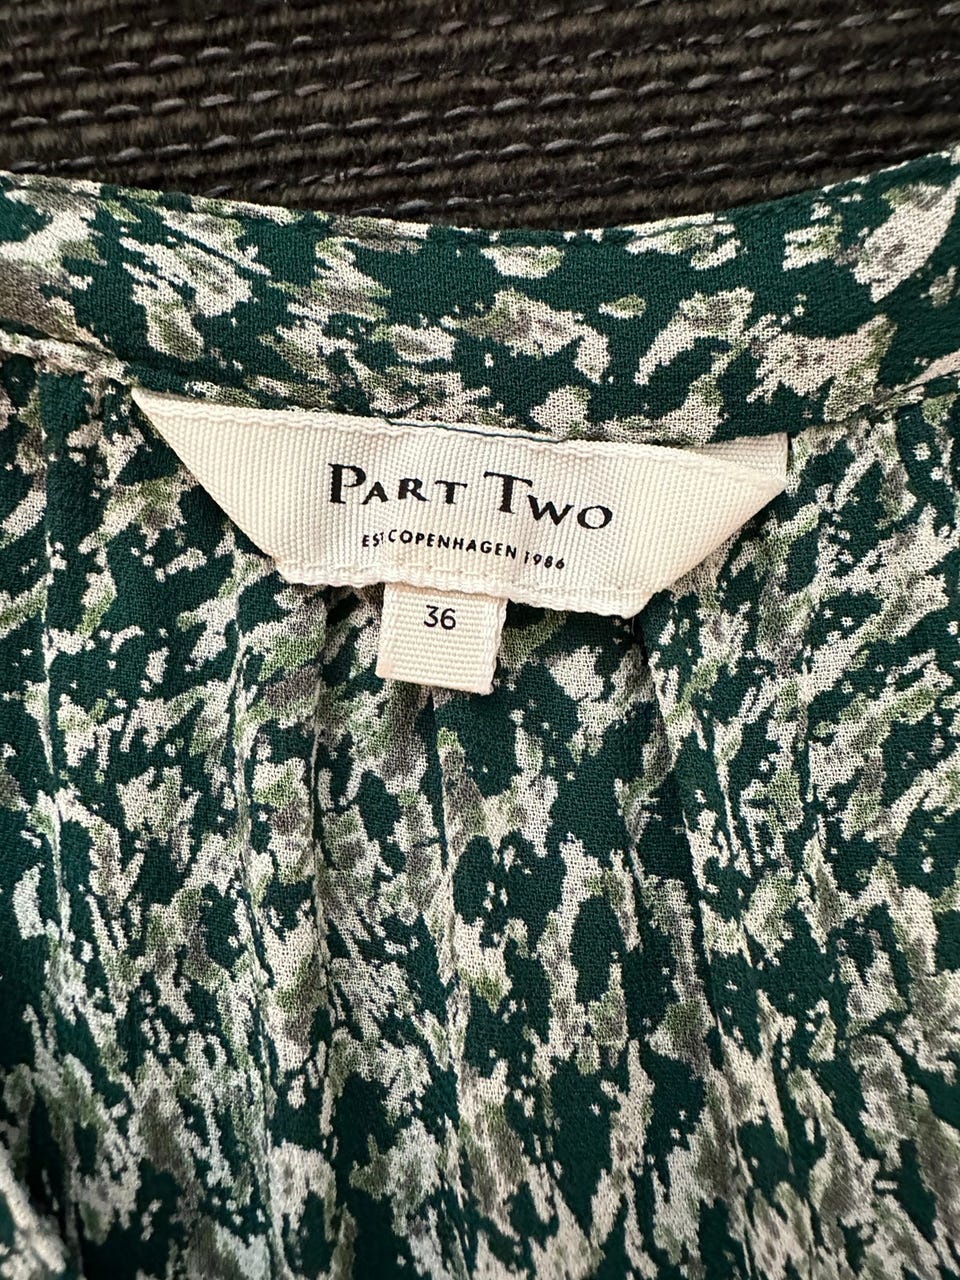 PART TWO
EST COPENHAGEN 1986
36